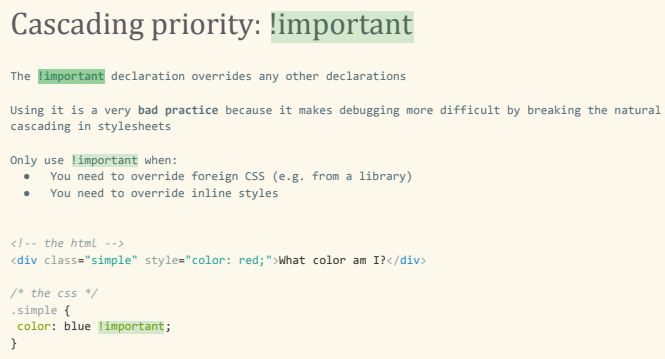 Cascading priority: !important
The !important declaration overrides any other declarations
Using it is a very bad practice because it makes debugging more difficult by breaking the natural
cascading in stylesheets
Only use !important when:
● You need to override foreign CSS (e.g. from a library)
● You need to override inline styles
<!-- the html -->
<div class="simple" style="color: red;">What color am I?</div>
/* the css */
.simple {
color: blue !important;
}